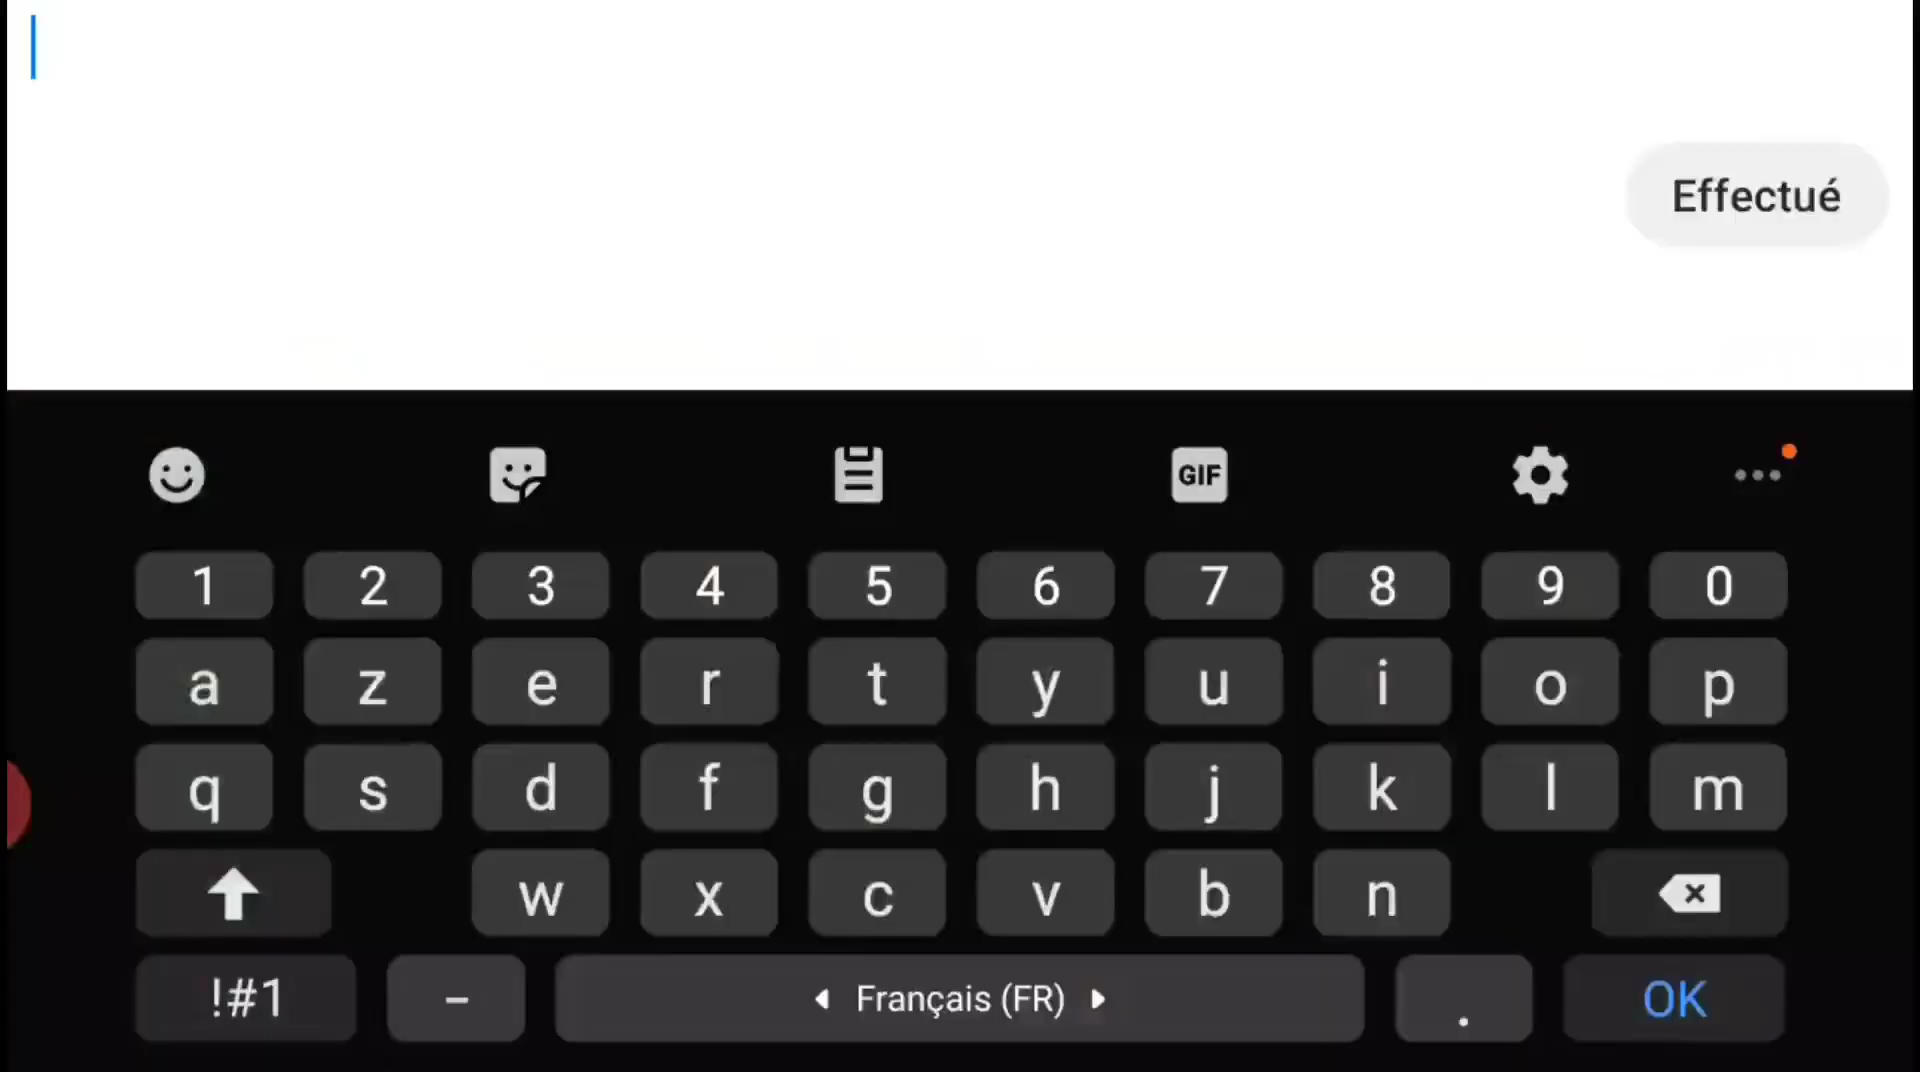 Effectué
GIF
1 2 3 4 5 6 7 8 9 0
a z e r t y u i o p
q s d f g h j k l m
w x c v b n
!#1 - Français (FR) . OK